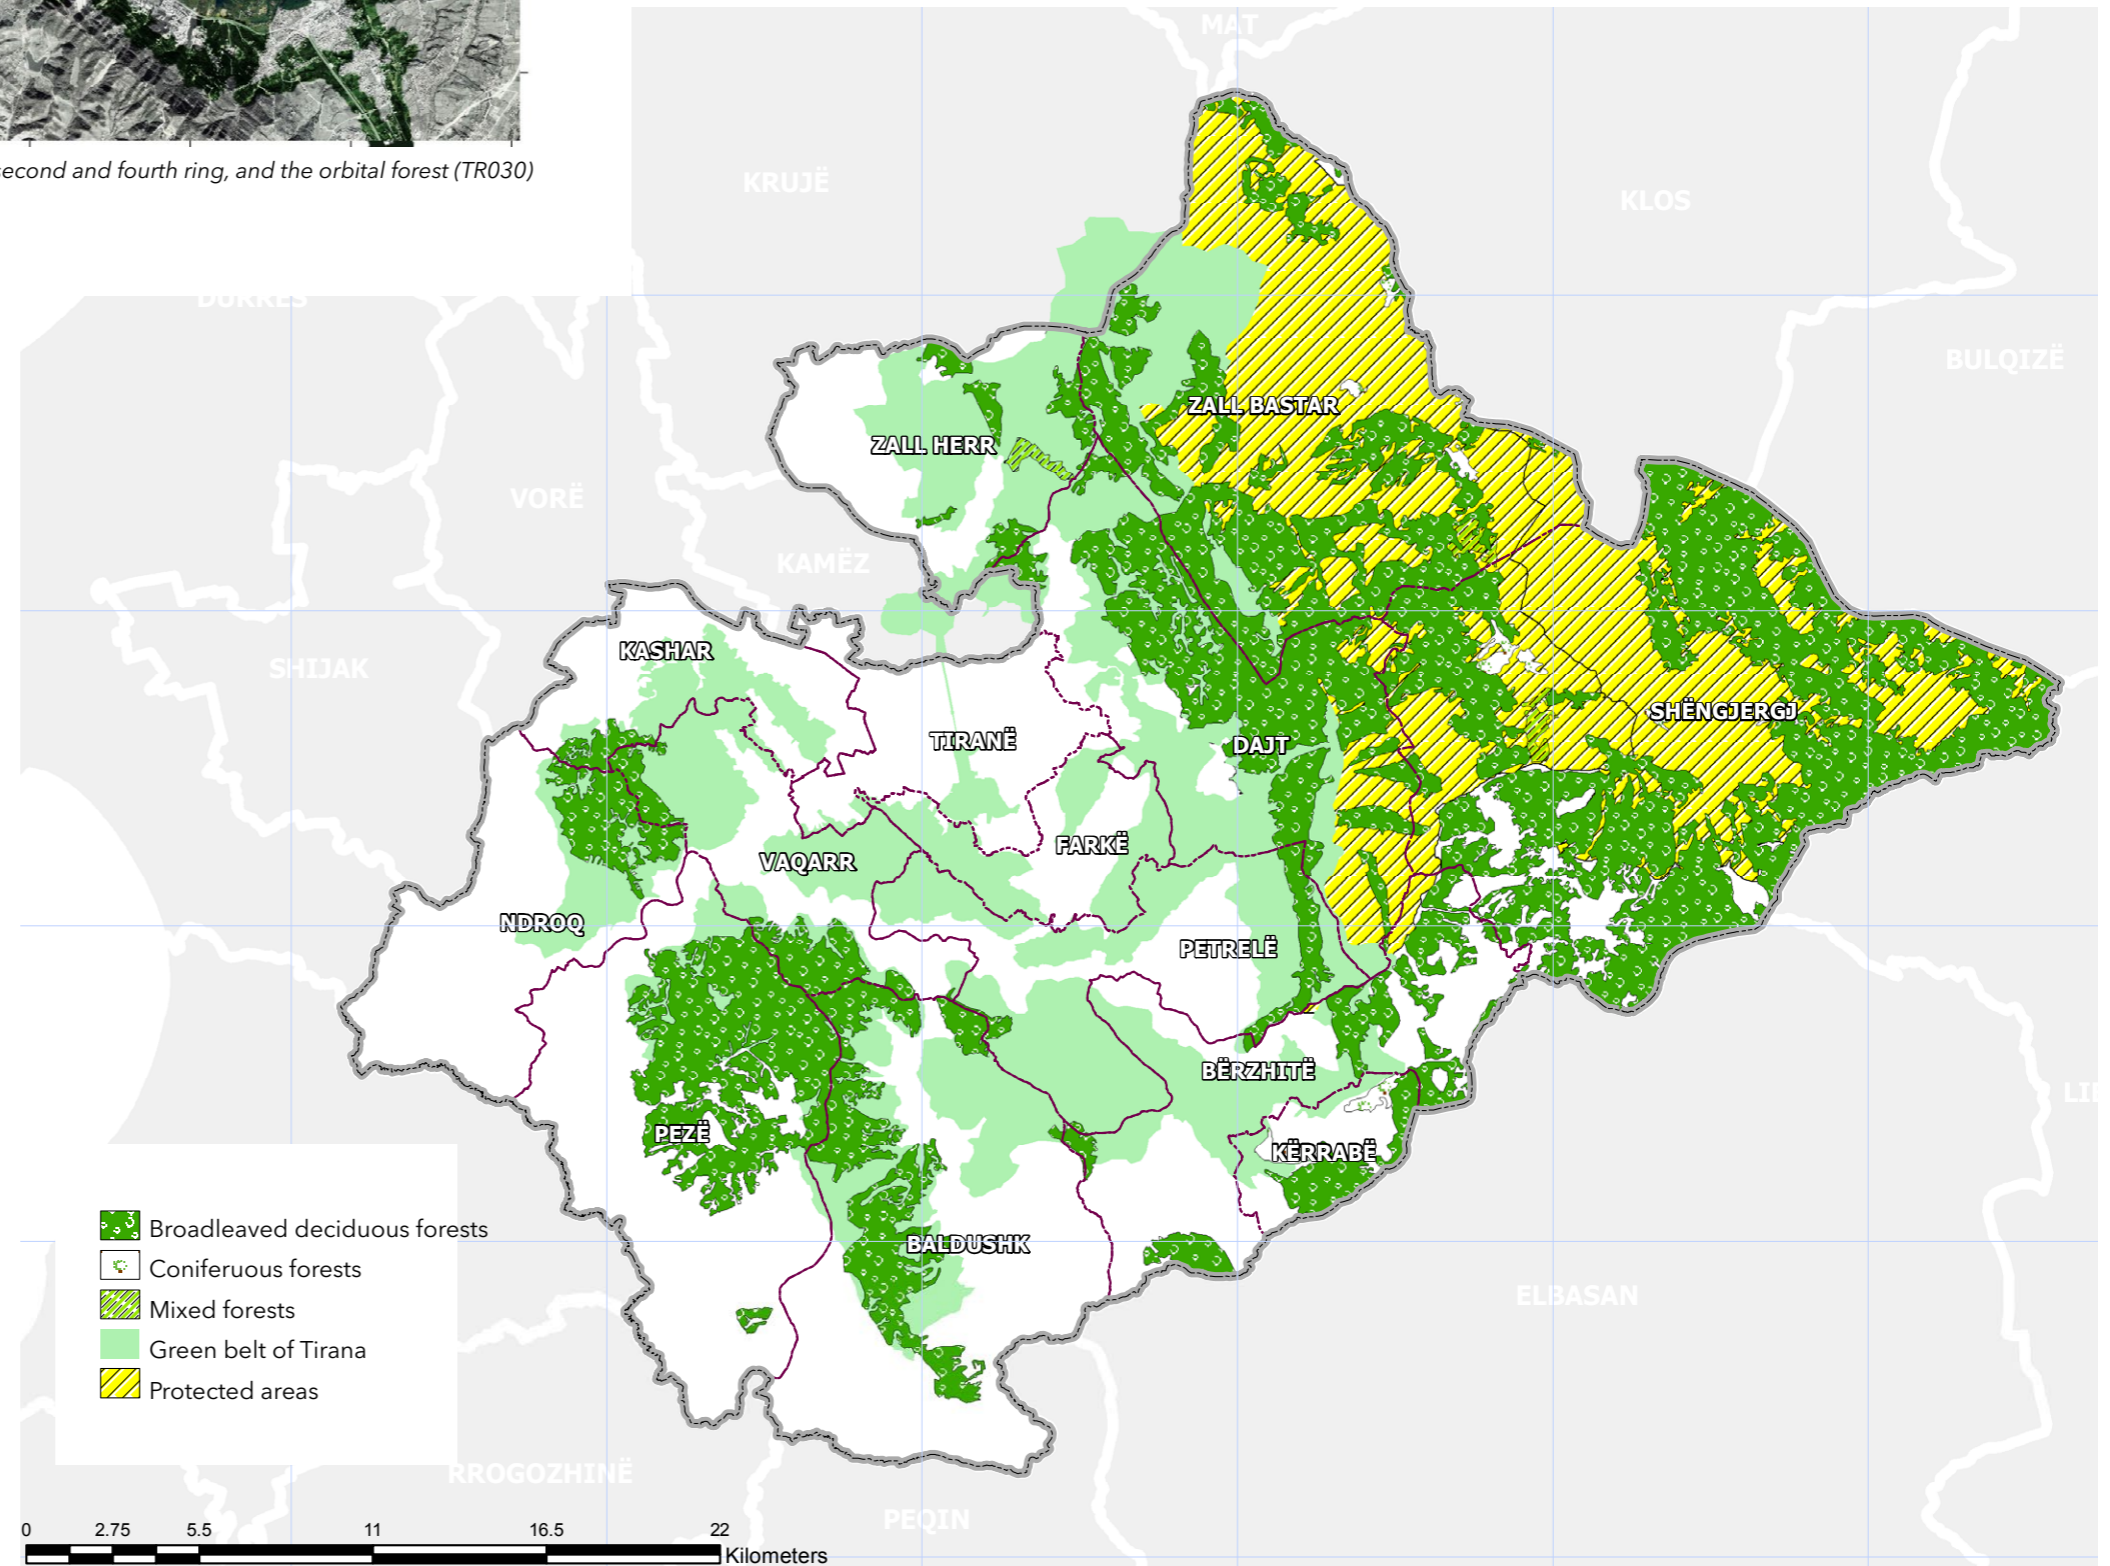 second and fourth ring, and the orbital forest (TR030)
MAT
KRUJË
KLOS
DURRËS
BULQIZË
ZALL BASTAR
ZALL HERR
VORË
KAMËZ
KASHAR
SHIJAK
SHËNGJERGJ
TIRANË
DAJT
FARKË
VAQARR
NDROQ
PETRELË
BËRZHITË
LIB
PEZË
KËRRABË
BALDUSHK
ELBASAN
Broadleaved deciduous forests
Coniferuous forests
Mixed forests
Green belt of Tirana
Protected areas
RROGOZHINË
PEQIN
0 2.75 5.5 11 16.5 22
Kilometers